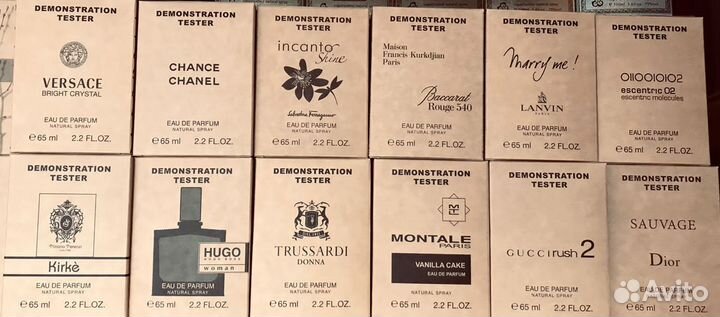 DEMONSTRATION
TESTER
VERSACE
BRIGHT CRYSTAL
EAU DE PARFUM
NATURAL SPRAY
℮65 ml 2.2 FL.OZ.
DEMONSTRATION
TESTER
CHANCE
CHANEL
EAU DE PARFUM
NATURAL SPRAY
℮65 ml 2.2 FL.OZ.
DEMONSTRATION
TESTER
incanto
Shine
Salvatore Ferragamo
EAU DE PARFUM
NATURAL SPRAY
℮65 ml 2.2 FL.OZ.
DEMONSTRATION
TESTER
Maison
Francis Kurkdjian
Paris
Baccarat
Rouge 540
EAU DE PARFUM
NATURAL SPRAY
℮65 ml 2.2 FL.OZ.
DEMONSTRATION
TESTER
Marry me!
LANVIN
PARIS
EAU DE PARFUM
NATURAL SPRAY
℮65 ml 2.2 FL.OZ.
DEMONSTRATION
TESTER
escentric 02
escentric molecules
EAU DE PARFUM
NATURAL SPRAY
℮65 ml 2.2 FL.OZ.
DEMONSTRATION
TESTER
Kirkè
EAU DE PARFUM
NATURAL SPRAY
℮65 ml 2.2 FL.OZ.
DEMONSTRATION
TESTER
HUGO
HUGO BOSS
woman
EAU DE PARFUM
NATURAL SPRAY
℮65 ml 2.2 FL.OZ.
DEMONSTRATION
TESTER
TRUSSARDI
DONNA
EAU DE PARFUM
NATURAL SPRAY
℮65 ml 2.2 FL.OZ.
DEMONSTRATION
TESTER
MONTALE
PARIS
VANILLA CAKE
EAU DE PARFUM
NATURAL SPRAY
℮65 ml 2.2 FL.OZ.
DEMONSTRATION
TESTER
GUCCI rush 2
EAU DE PARFUM
NATURAL SPRAY
℮65 ml 2.2 FL.OZ.
DEMONSTRATION
TESTER
SAUVAGE
Dior
EAU DE PARFUM
NATURAL SPRAY
℮65 ml 2.2 FL.OZ.
Avito